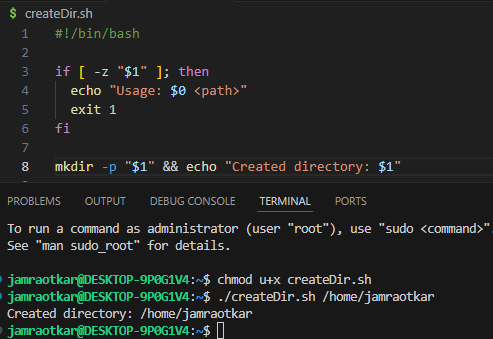 $ createDir.sh
1 #!/bin/bash
2
3 if [ -z "$1" ]; then
4 echo "Usage: $0 <path>"
5 exit 1
6 fi
7
8 mkdir -p "$1" && echo "Created directory: $1"
PROBLEMS OUTPUT DEBUG CONSOLE TERMINAL PORTS
To run a command as administrator (user "root"), use "sudo <command>".
See "man sudo_root" for details.
jamraotkar@DESKTOP-9P0G1V4:~$ chmod u+x createDir.sh
jamraotkar@DESKTOP-9P0G1V4:~$ ./createDir.sh /home/jamraotkar
Created directory: /home/jamraotkar
jamraotkar@DESKTOP-9P0G1V4:~$